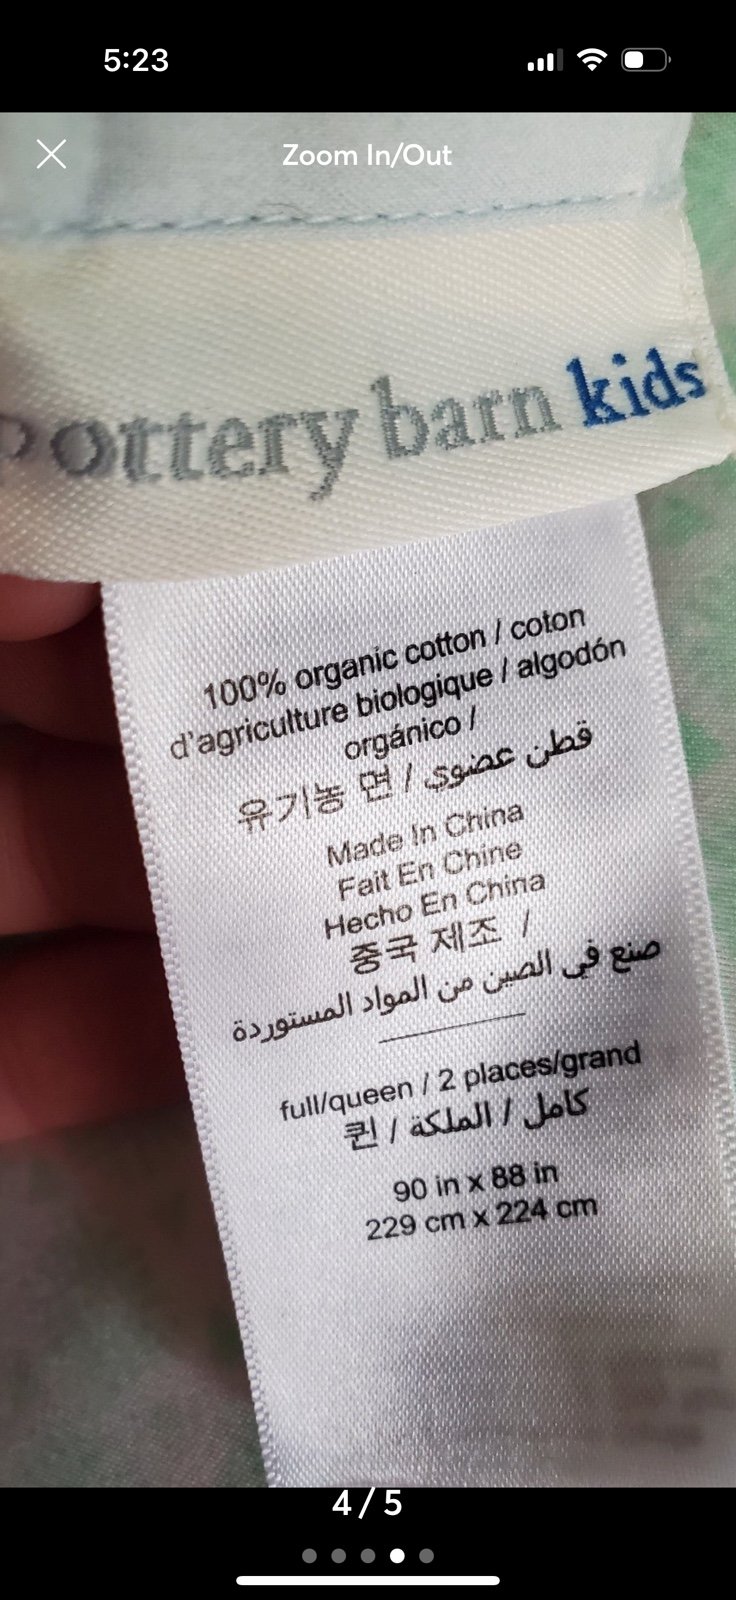 5:23
Zoom In/Out
pottery barn kids
100% organic cotton / coton
d'agriculture biologique / algodón
orgánico /
유기농 면 / قطن عضوي
Made In China
Fait En Chine
Hecho En China
중국 제조 /
صنع في الصين من المواد المستوردة
full/queen / 2 places/grand
퀸 / كامل / الملكة
90 in x 88 in
229 cm x 224 cm
4 / 5